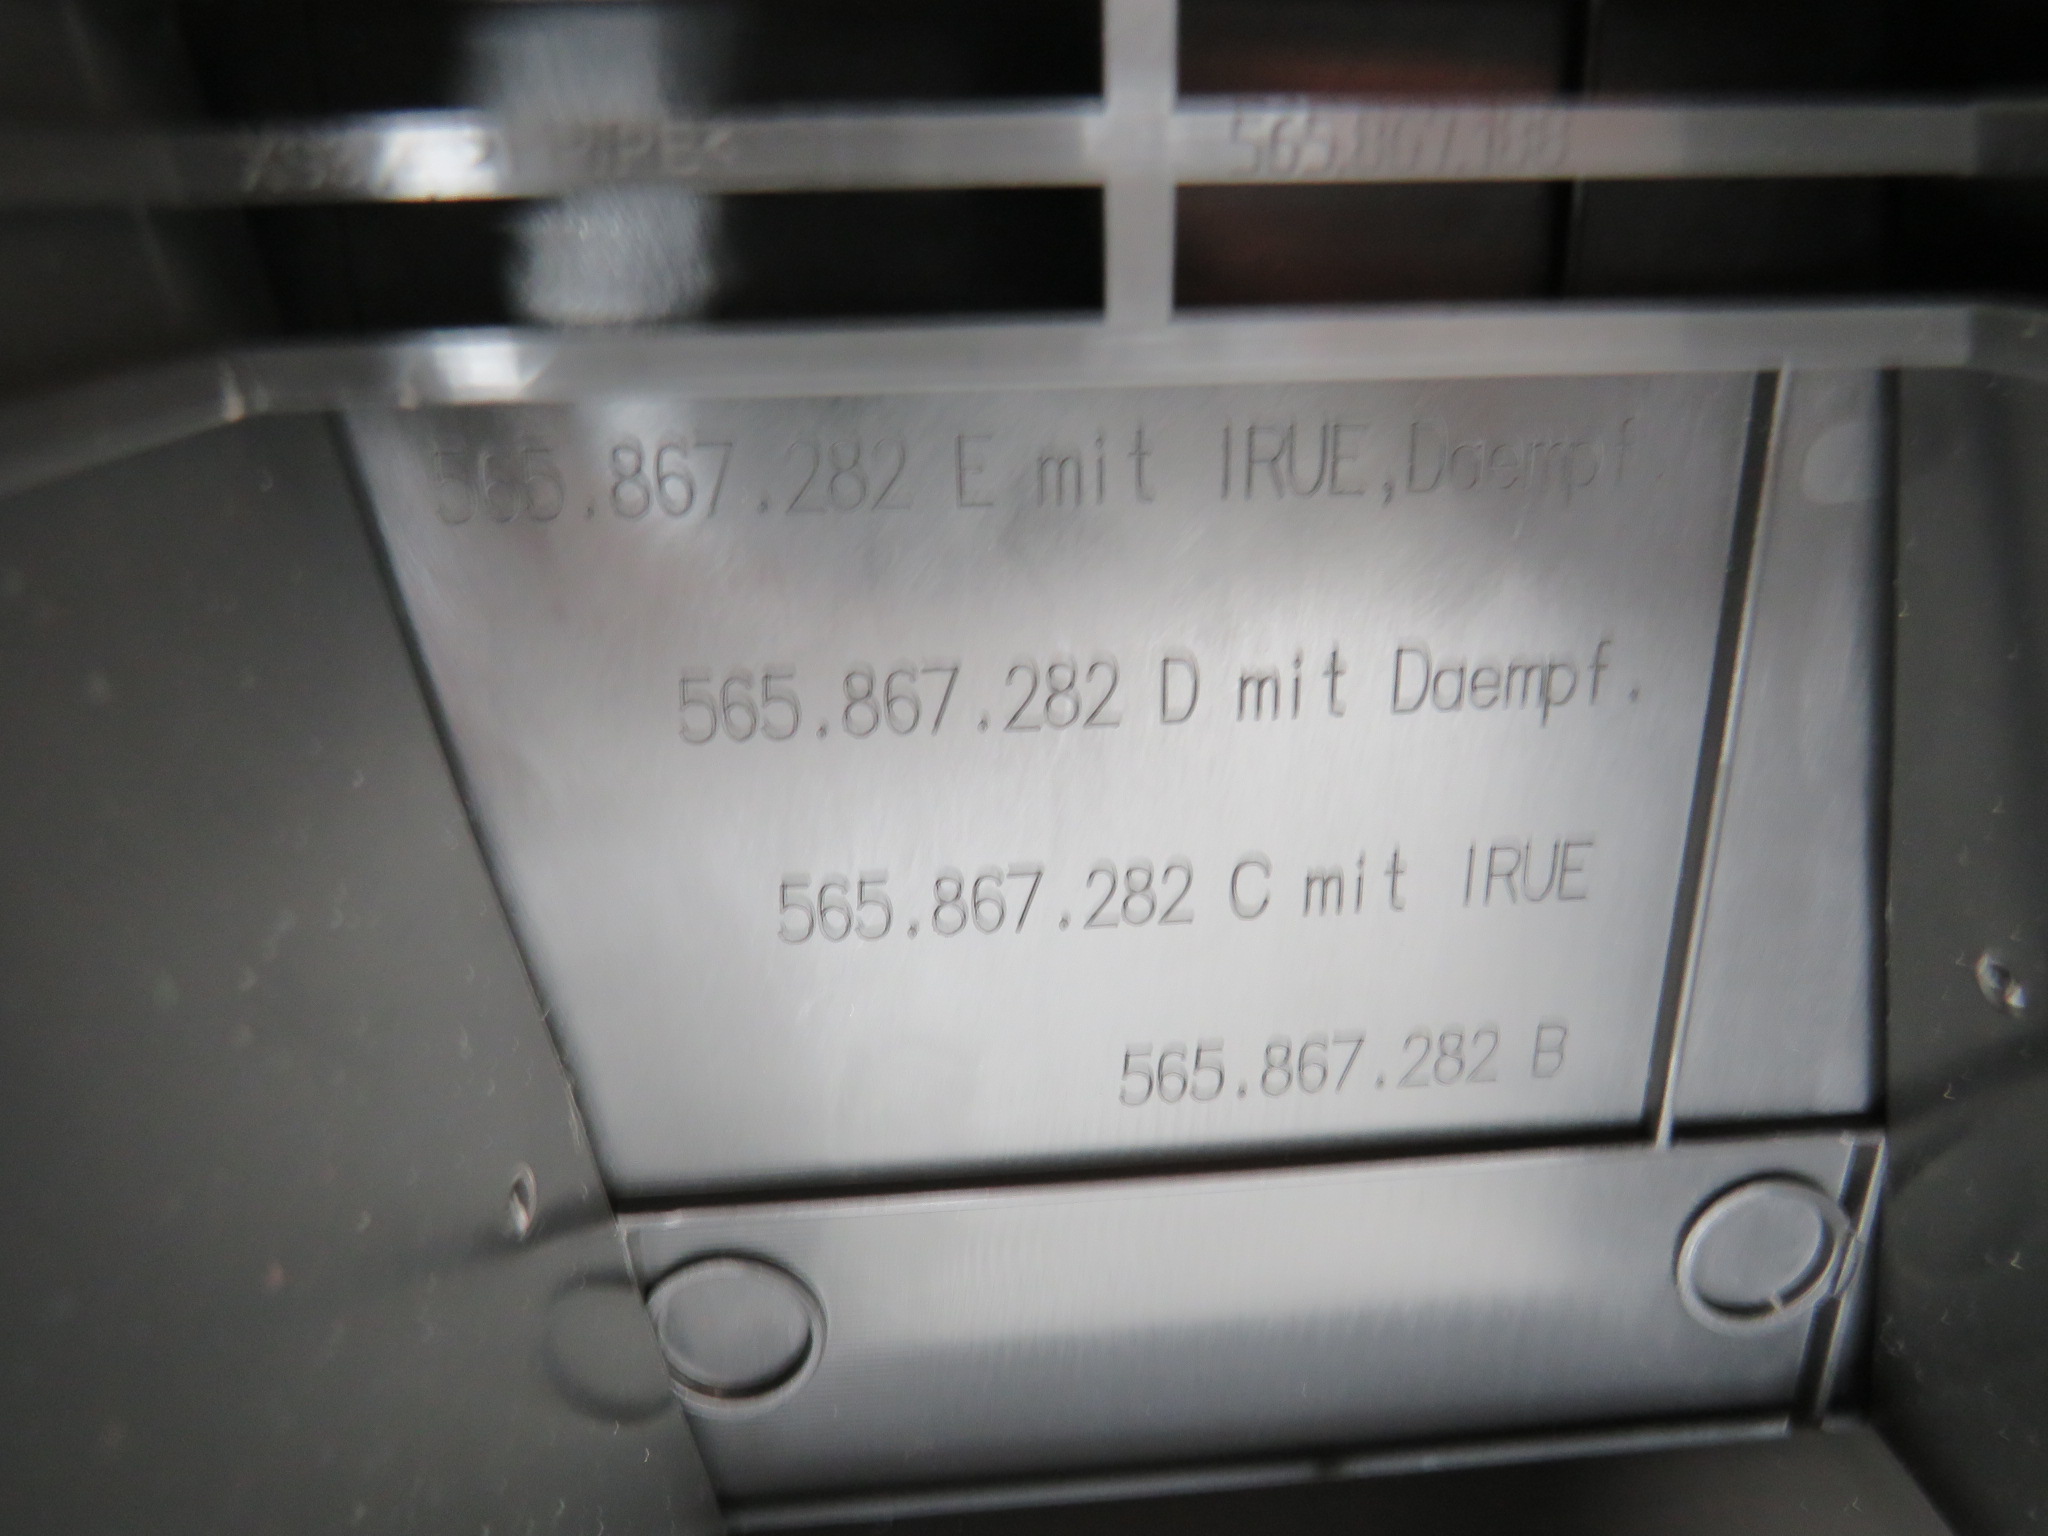 565.867.282 E mit IRUE,Daempf.
565.867.282 D mit Daempf.
565.867.282 C mit IRUE
565.867.282 B